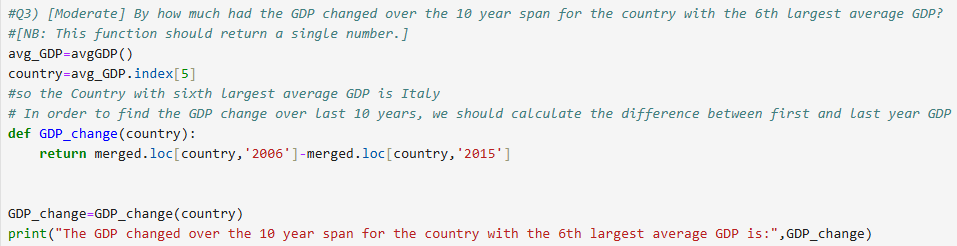 #Q3) [Moderate] By how much had the GDP changed over the 10 year span for the country with the 6th largest average GDP?
#[NB: This function should return a single number.]
avg_GDP=avgGDP()
country=avg_GDP.index[5]
#so the Country with sixth largest average GDP is Italy
# In order to find the GDP change over last 10 years, we should calculate the difference between first and last year GDP
def GDP_change(country):
    return merged.loc[country,'2006']-merged.loc[country,'2015']
GDP_change=GDP_change(country)
print("The GDP changed over the 10 year span for the country with the 6th largest average GDP is:",GDP_change)